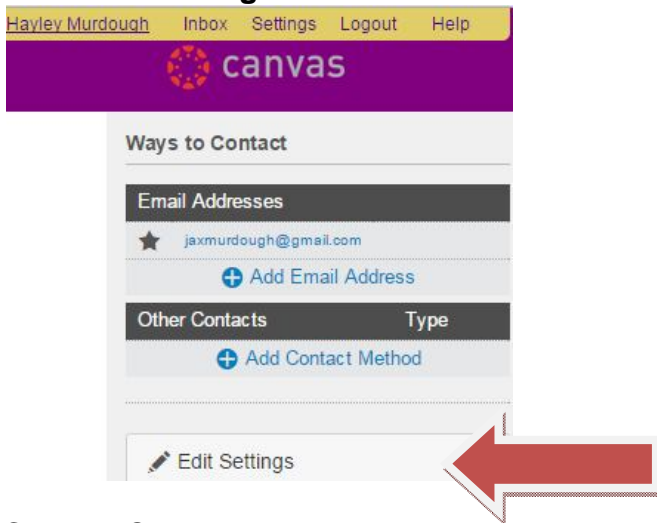 Hayley Murdough Inbox Settings Logout Help
canvas
Ways to Contact
Email Addresses
jaxmurdough@gmail.com
Add Email Address
Other Contacts Type
Add Contact Method
Edit Settings